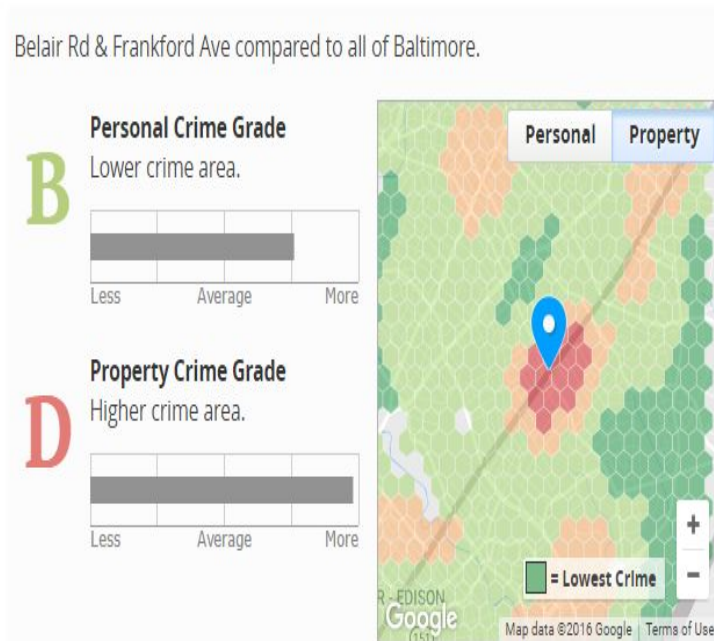 Belair Rd & Frankford Ave compared to all of Baltimore.
B
Personal Crime Grade
Lower crime area.
Less Average More
D
Property Crime Grade
Higher crime area.
Less Average More
Personal Property
+
= Lowest Crime
−
R - EDISON
Google
(151)
Map data ©2016 Google Terms of Use